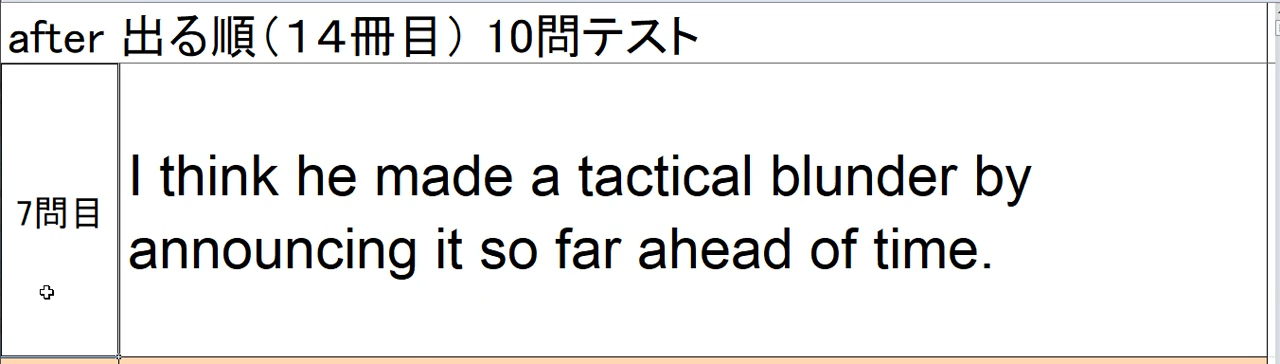 after 出る順（１４冊目） 10問テスト
7問目
I think he made a tactical blunder by
announcing it so far ahead of time.